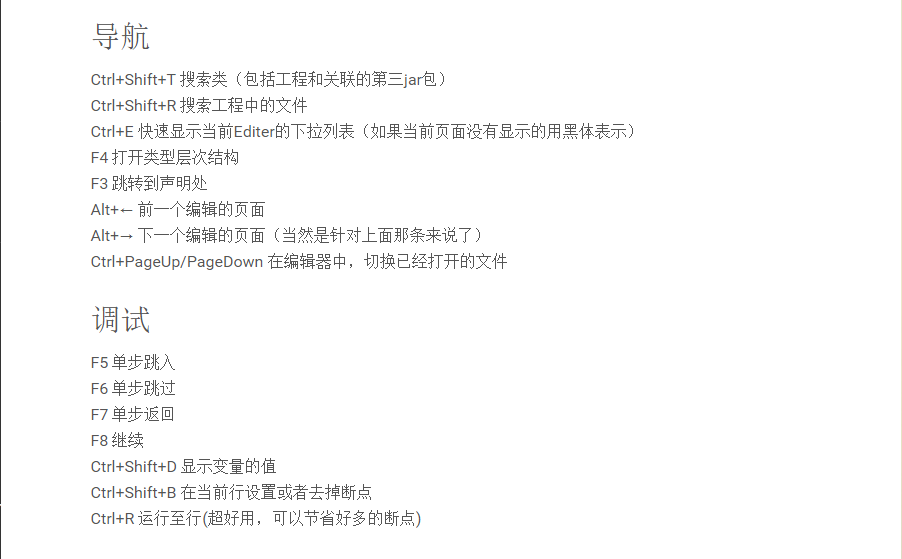 导航
Ctrl+Shift+T 搜索类（包括工程和关联的第三jar包）
Ctrl+Shift+R 搜索工程中的文件
Ctrl+E 快速显示当前Editer的下拉列表（如果当前页面没有显示的用黑体表示）
F4 打开类型层次结构
F3 跳转到声明处
Alt+← 前一个编辑的页面
Alt+→ 下一个编辑的页面（当然是针对上面那条来说了）
Ctrl+PageUp/PageDown 在编辑器中，切换已经打开的文件
调试
F5 单步跳入
F6 单步跳过
F7 单步返回
F8 继续
Ctrl+Shift+D 显示变量的值
Ctrl+Shift+B 在当前行设置或者去掉断点
Ctrl+R 运行至行(超好用，可以节省好多的断点)